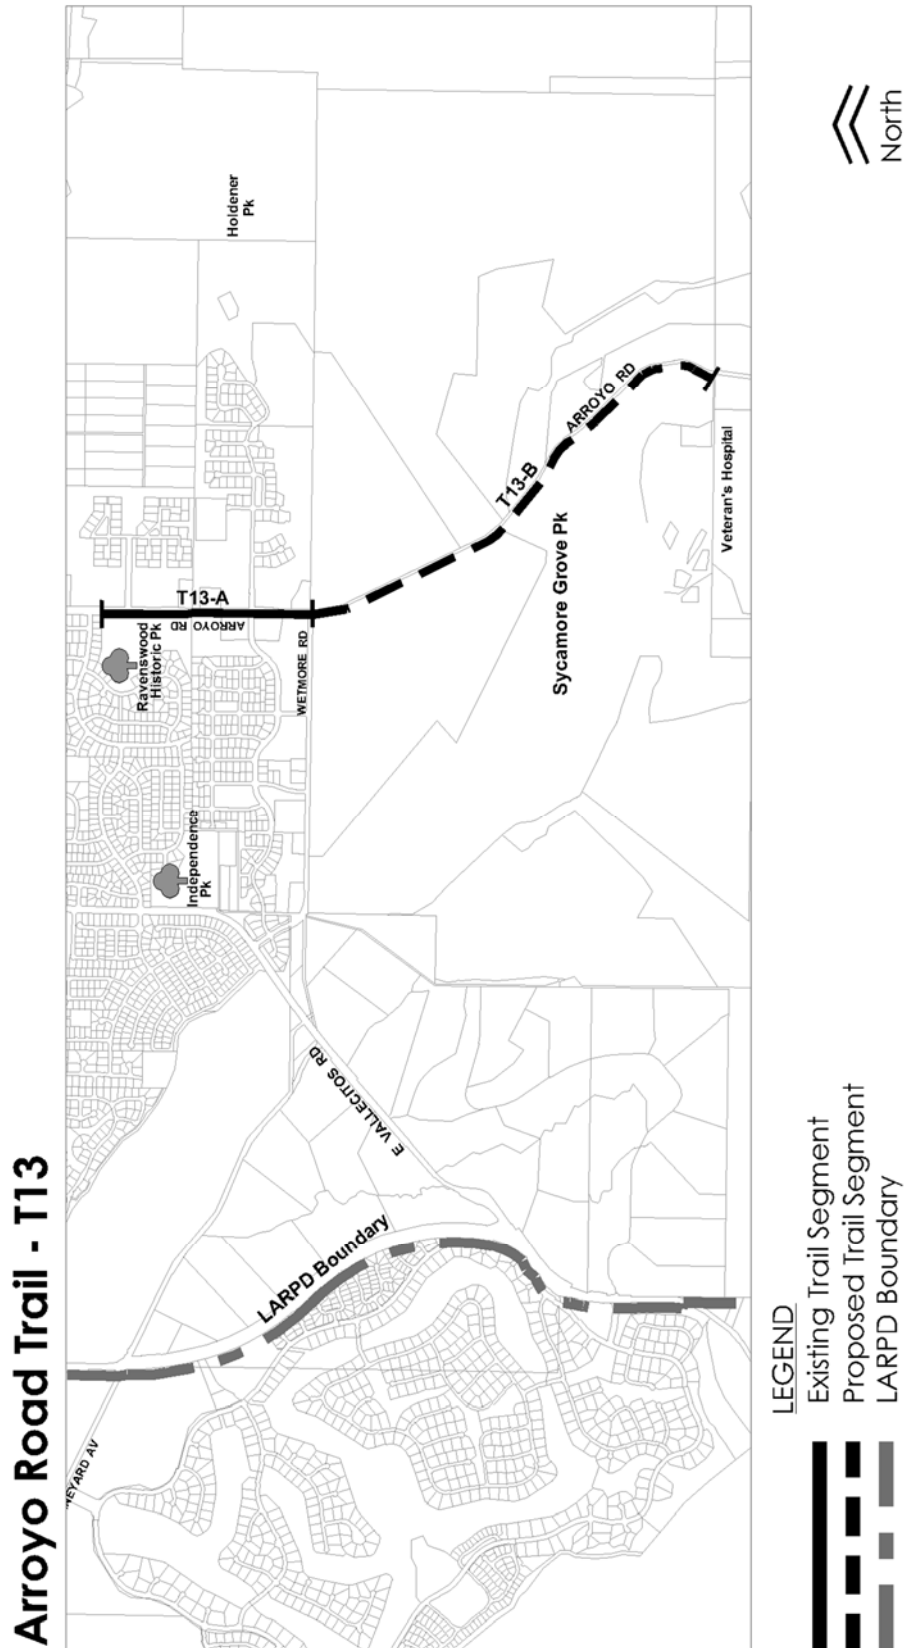 Arroyo Road Trail - T13
Holdener
Pk
T13-A
ARROYO RD
Ravenswood
Historic Pk
WETMORE RD
Independence
Pk
ARROYO RD
T13-B
Sycamore Grove Pk
Veteran's Hospital
E VALLECITOS RD
LARPD Boundary
NEYARD AV
North
LEGEND
Existing Trail Segment
Proposed Trail Segment
LARPD Boundary